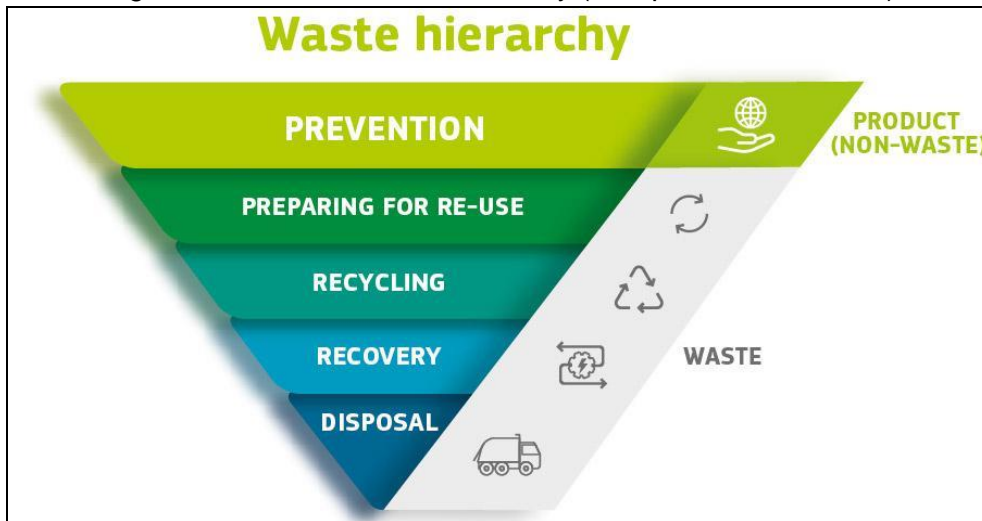 Waste hierarchy
PREVENTION
PRODUCT
(NON-WASTE)
PREPARING FOR RE-USE
RECYCLING
RECOVERY
WASTE
DISPOSAL